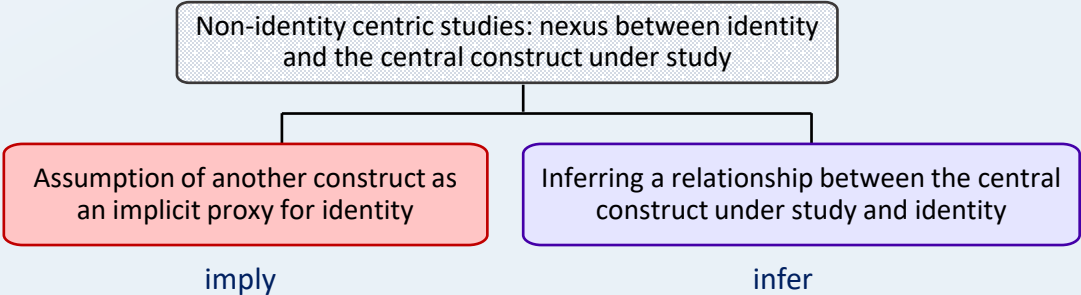 Non-identity centric studies: nexus between identity
and the central construct under study
Assumption of another construct as
an implicit proxy for identity
Inferring a relationship between the central
construct under study and identity
imply
infer